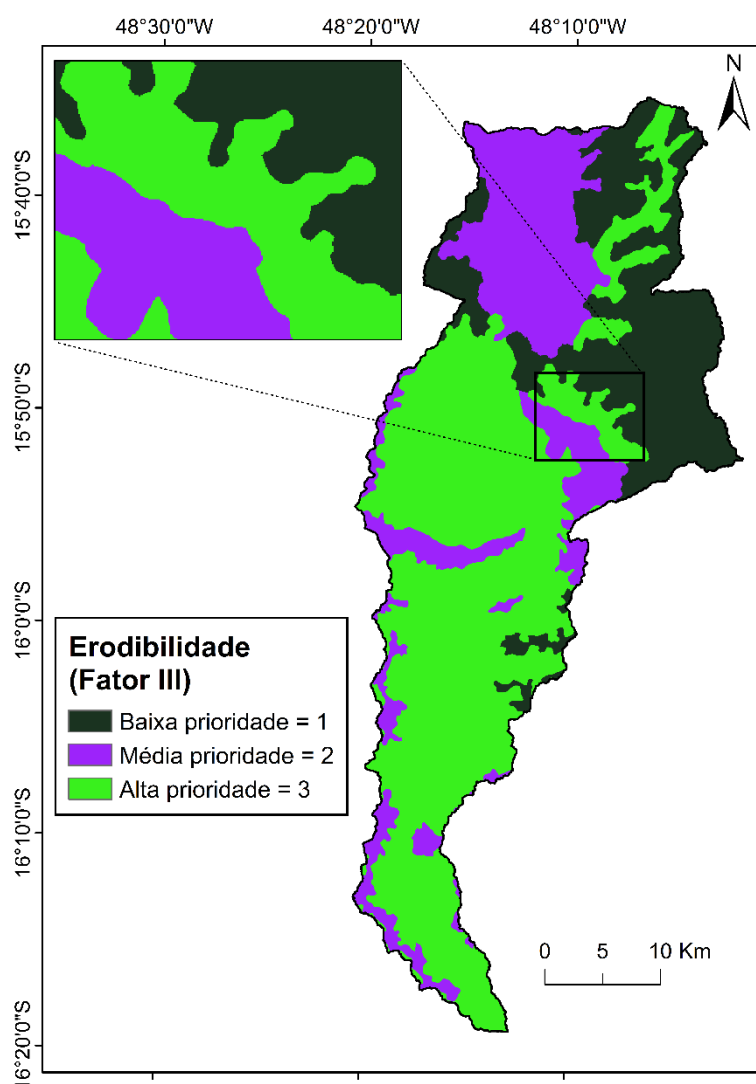 48°30'0"W 48°20'0"W 48°10'0"W
N
15°40'0"S
15°50'0"S
16°0'0"S
Erodibilidade
(Fator III)
Baixa prioridade = 1
Média prioridade = 2
Alta prioridade = 3
16°10'0"S
0 5 10 Km
16°20'0"S